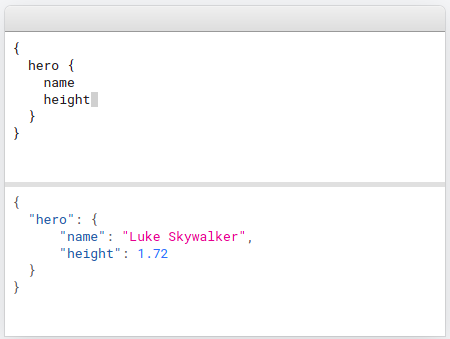 {
  hero {
    name
    height
  }
}
{
  "hero": {
      "name": "Luke Skywalker",
      "height": 1.72
  }
}